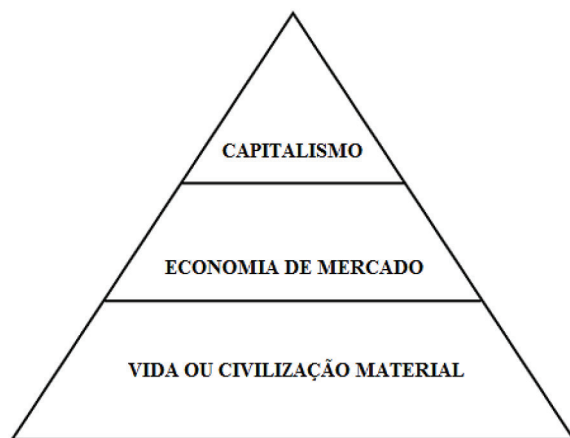 CAPITALISMO
ECONOMIA DE MERCADO
VIDA OU CIVILIZAÇÃO MATERIAL